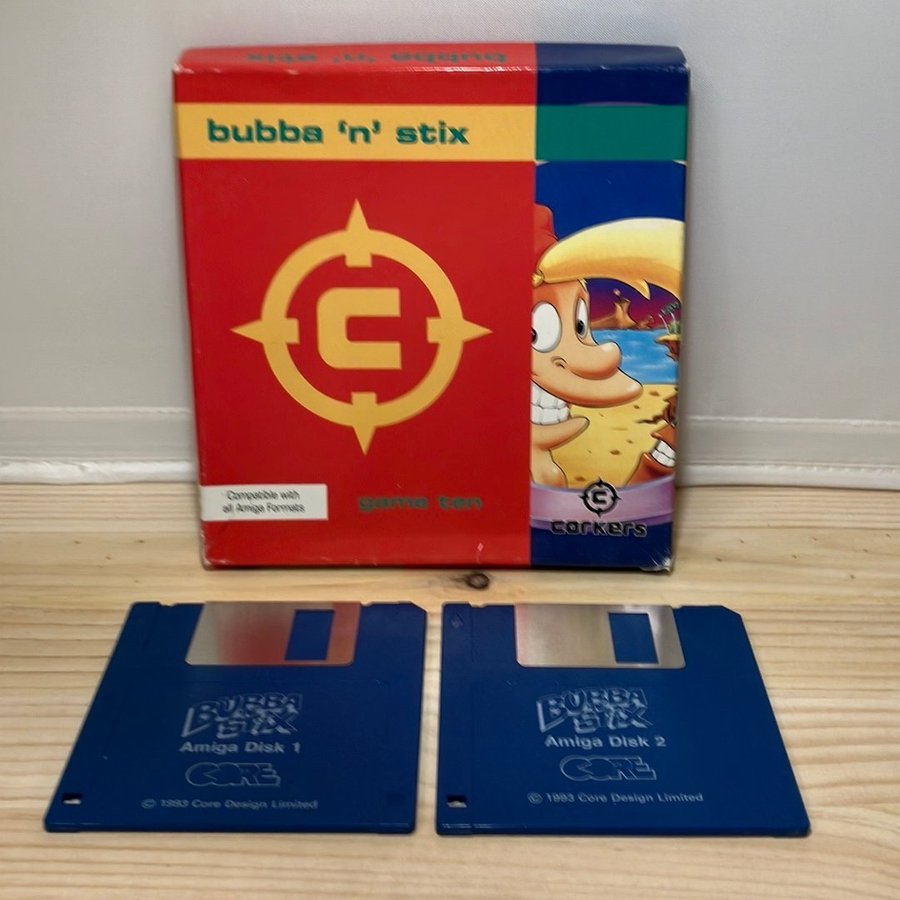 bubba 'n' stix
bubba 'n' stix
C
Compatible with
all Amiga Formats
game ten
C
corkers
BUBBA
'N'
STIX
Amiga Disk 1
CORE
© 1993 Core Design Limited
BUBBA
'N'
STIX
Amiga Disk 2
CORE
© 1993 Core Design Limited